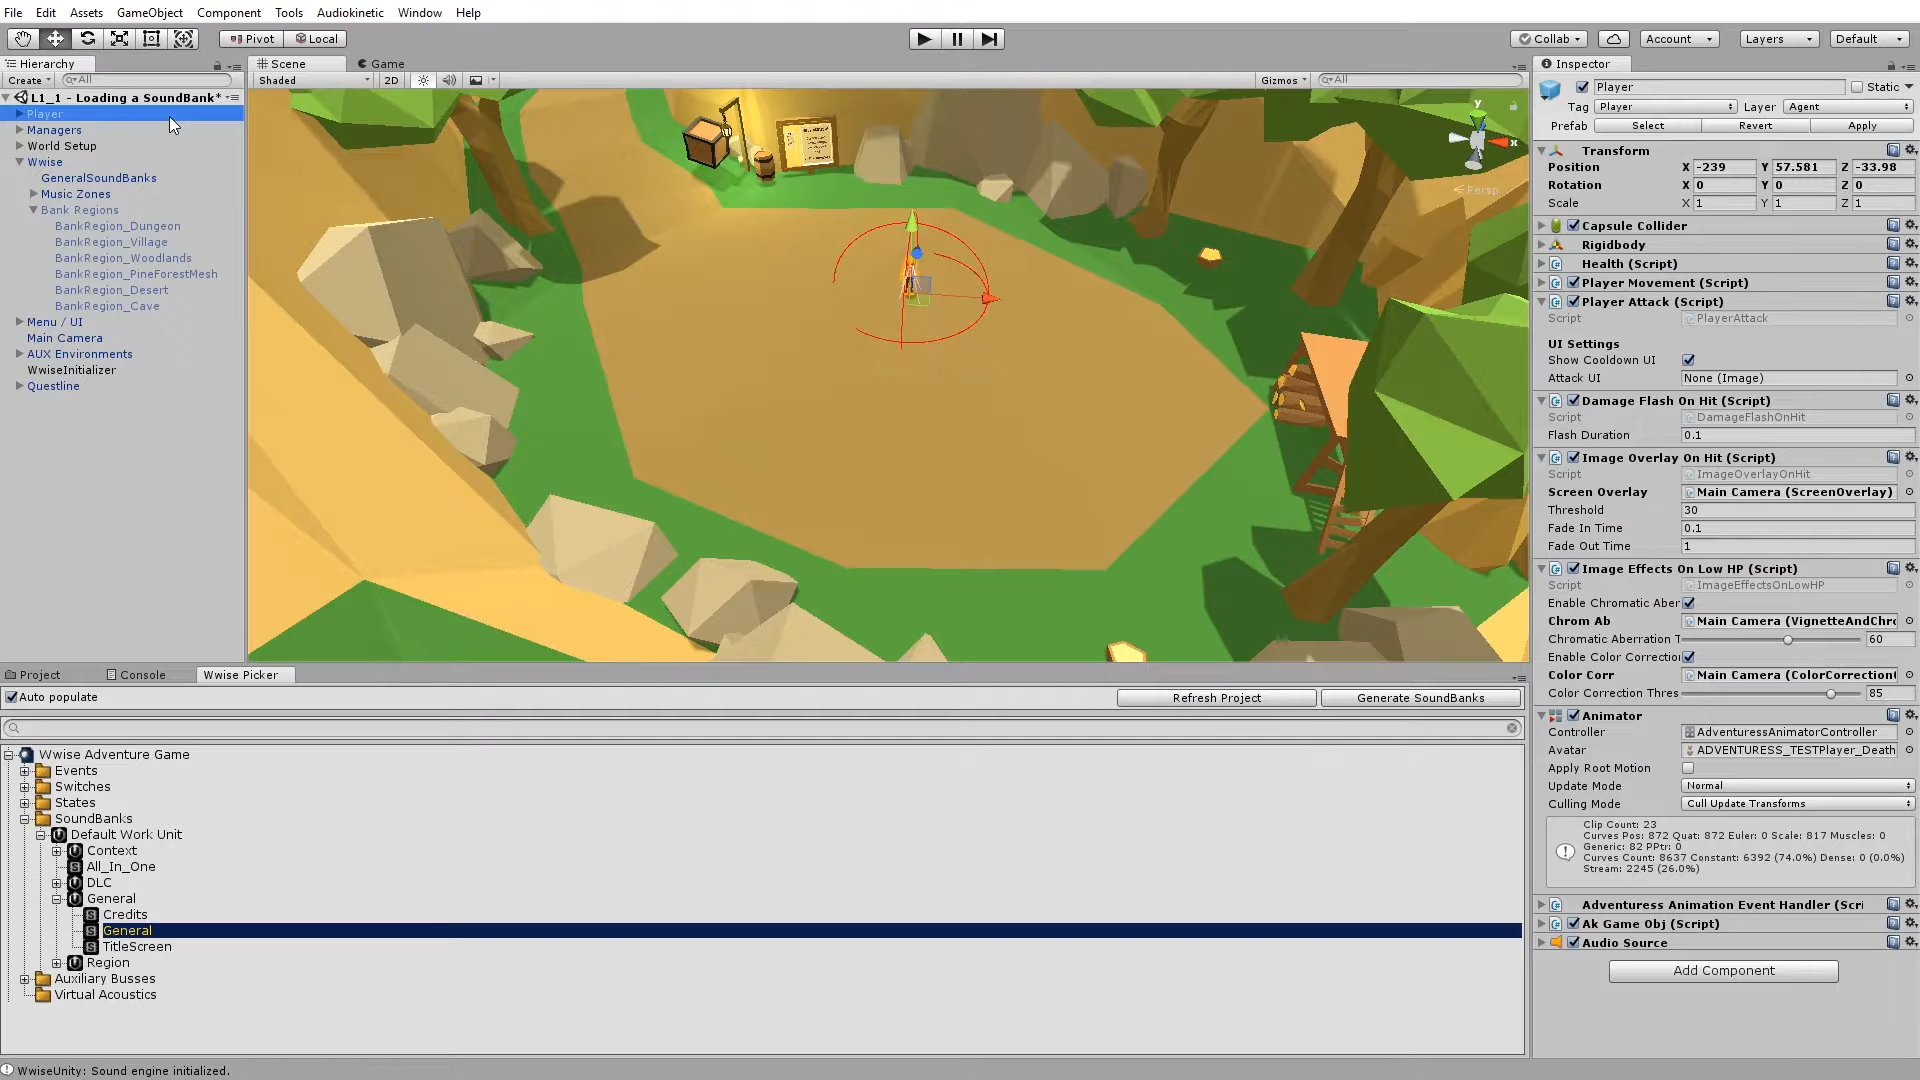 File Edit Assets GameObject Component Tools Audiokinetic Window Help
Pivot Local Collab Account Layers Default
Hierarchy
Create All
L1_1 - Loading a SoundBank*
Player
Managers
World Setup
Wwise
GeneralSoundBanks
Music Zones
Bank Regions
BankRegion_Dungeon
BankRegion_Village
BankRegion_Woodlands
BankRegion_PineForestMesh
BankRegion_Desert
BankRegion_Cave
Menu / UI
Main Camera
AUX Environments
WwiseInitializer
Questline
Scene Game
Shaded 2D Gizmos All
y
x
Persp
Inspector
Player Static
Tag Player Layer Agent
Prefab Select Revert Apply
Transform
Position X -239 Y 57.581 Z -33.98
Rotation X 0 Y 0 Z 0
Scale X 1 Y 1 Z 1
Capsule Collider
Rigidbody
Health (Script)
Player Movement (Script)
Player Attack (Script)
Script PlayerAttack
UI Settings
Show Cooldown UI
Attack UI None (Image)
Damage Flash On Hit (Script)
Script DamageFlashOnHit
Flash Duration 0.1
Image Overlay On Hit (Script)
Script ImageOverlayOnHit
Screen Overlay Main Camera (ScreenOverlay)
Threshold 30
Fade In Time 0.1
Fade Out Time 1
Image Effects On Low HP (Script)
Script ImageEffectsOnLowHP
Enable Chromatic Aber
Chrom Ab Main Camera (VignetteAndChro
Chromatic Aberration T 60
Enable Color Correction
Color Corr Main Camera (ColorCorrection
Color Correction Thres 85
Animator
Controller AdventuressAnimatorController
Avatar ADVENTURESS_TESTPlayer_Death
Apply Root Motion
Update Mode Normal
Culling Mode Cull Update Transforms
Clip Count: 23
Curves Pos: 872 Quat: 872 Euler: 0 Scale: 817 Muscles: 0
Generic: 82 PPtr: 0
Curves Count: 8637 Constant: 6392 (74.0%) Dense: 0 (0.0%)
Stream: 2245 (26.0%)
Adventuress Animation Event Handler (Scri
Ak Game Obj (Script)
Audio Source
Add Component
Project Console Wwise Picker
Auto populate Refresh Project Generate SoundBanks
Wwise Adventure Game
Events
Switches
States
SoundBanks
Default Work Unit
Context
All_In_One
DLC
General
Credits
General
TitleScreen
Region
Auxiliary Busses
Virtual Acoustics
WwiseUnity: Sound engine initialized.